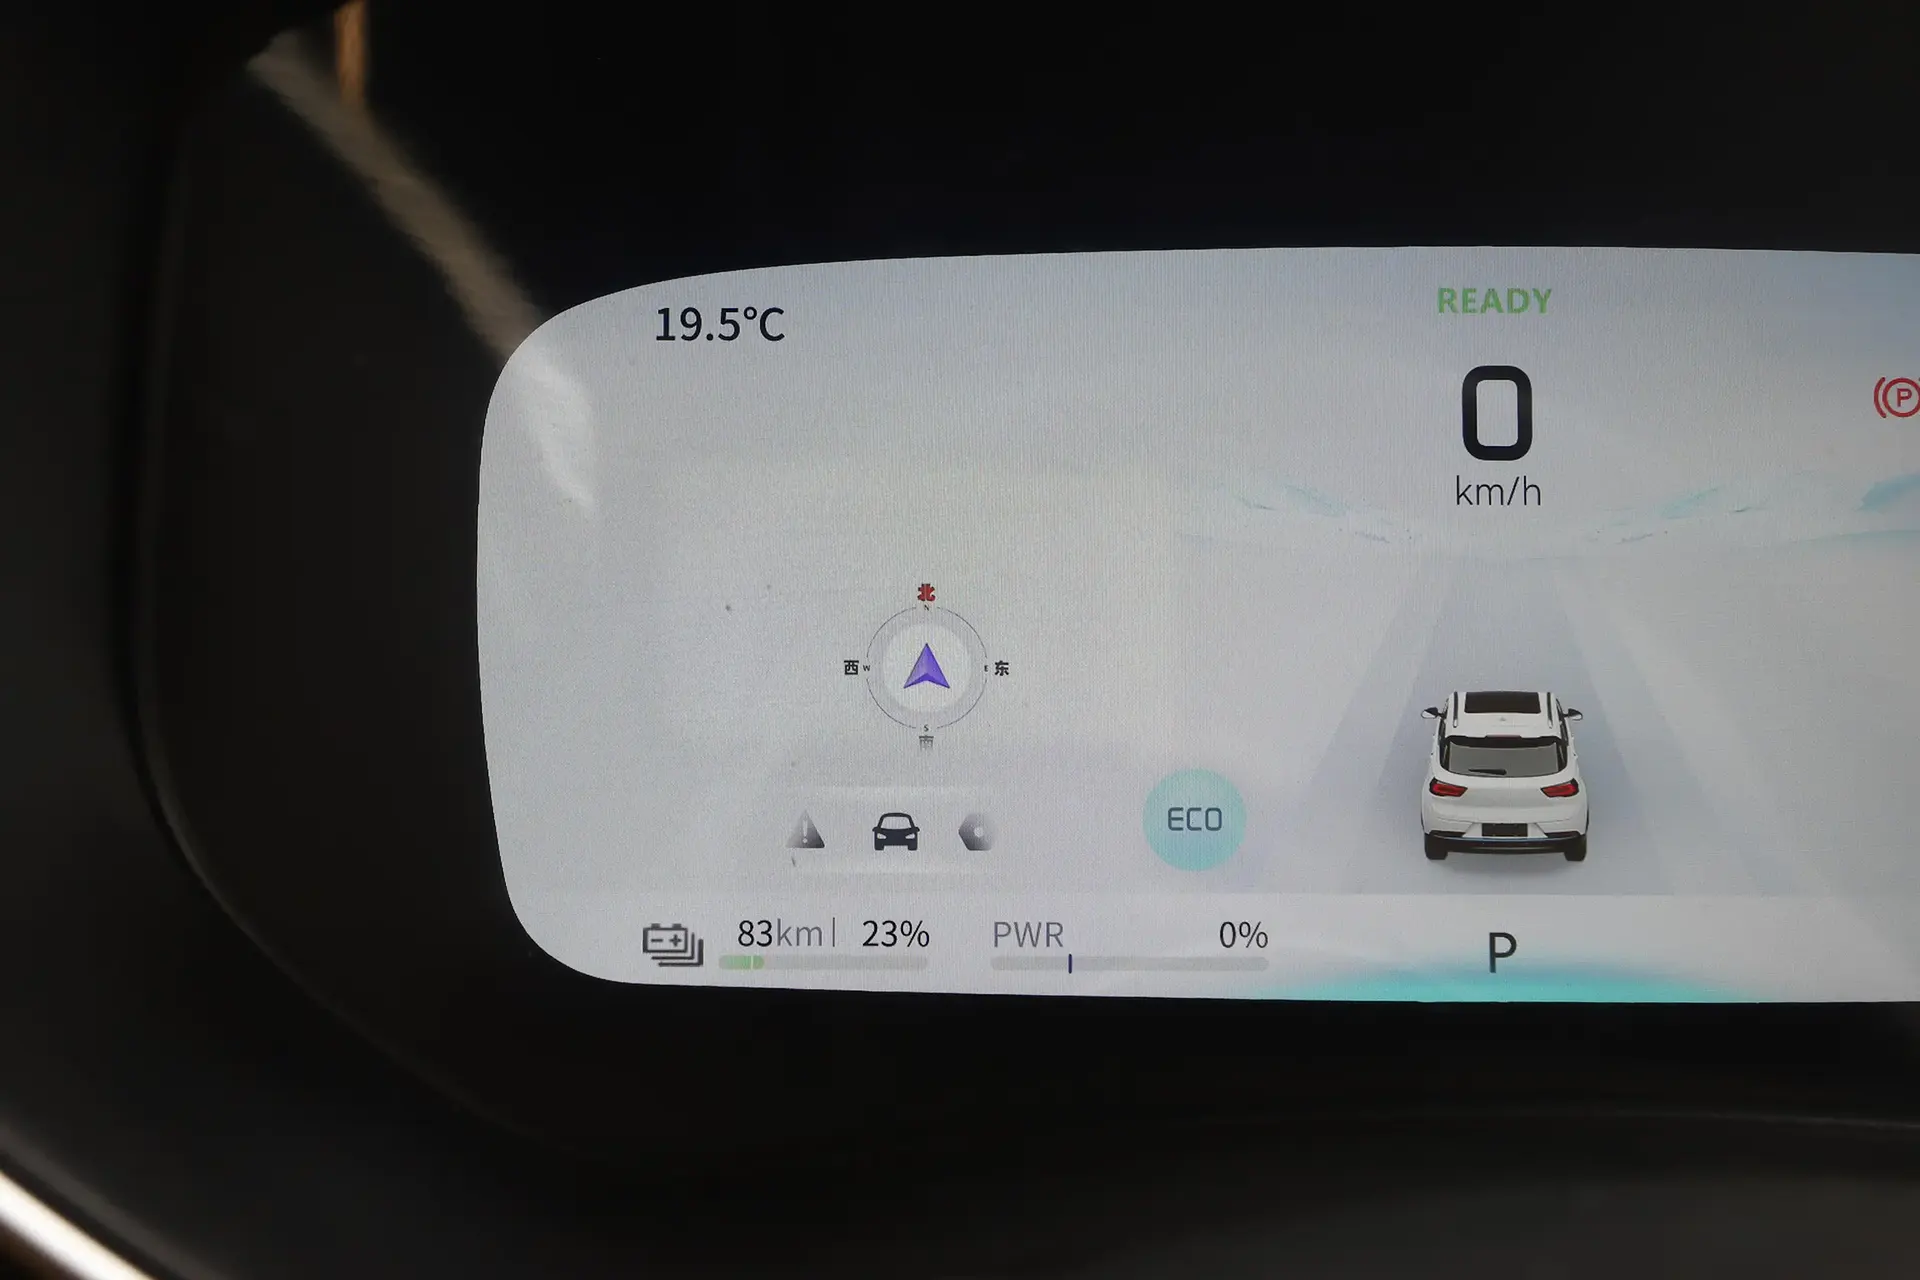 19.5°C
READY
0
km/h
P
北
N
西 W
E 东
S
南
ECO
83km | 23%
PWR 0%
P